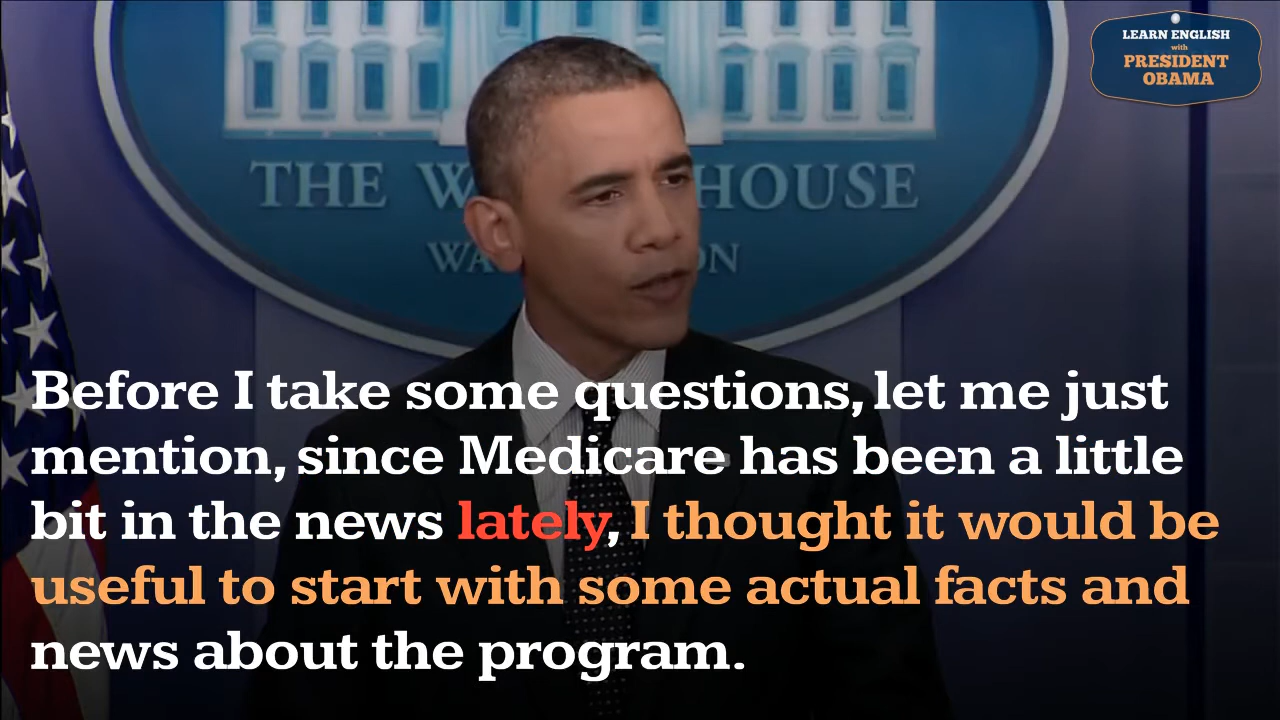 LEARN ENGLISH
with
PRESIDENT
OBAMA
THE W HOUSE
WA ON
Before I take some questions, let me just
mention, since Medicare has been a little
bit in the news lately, I thought it would be
useful to start with some actual facts and
news about the program.